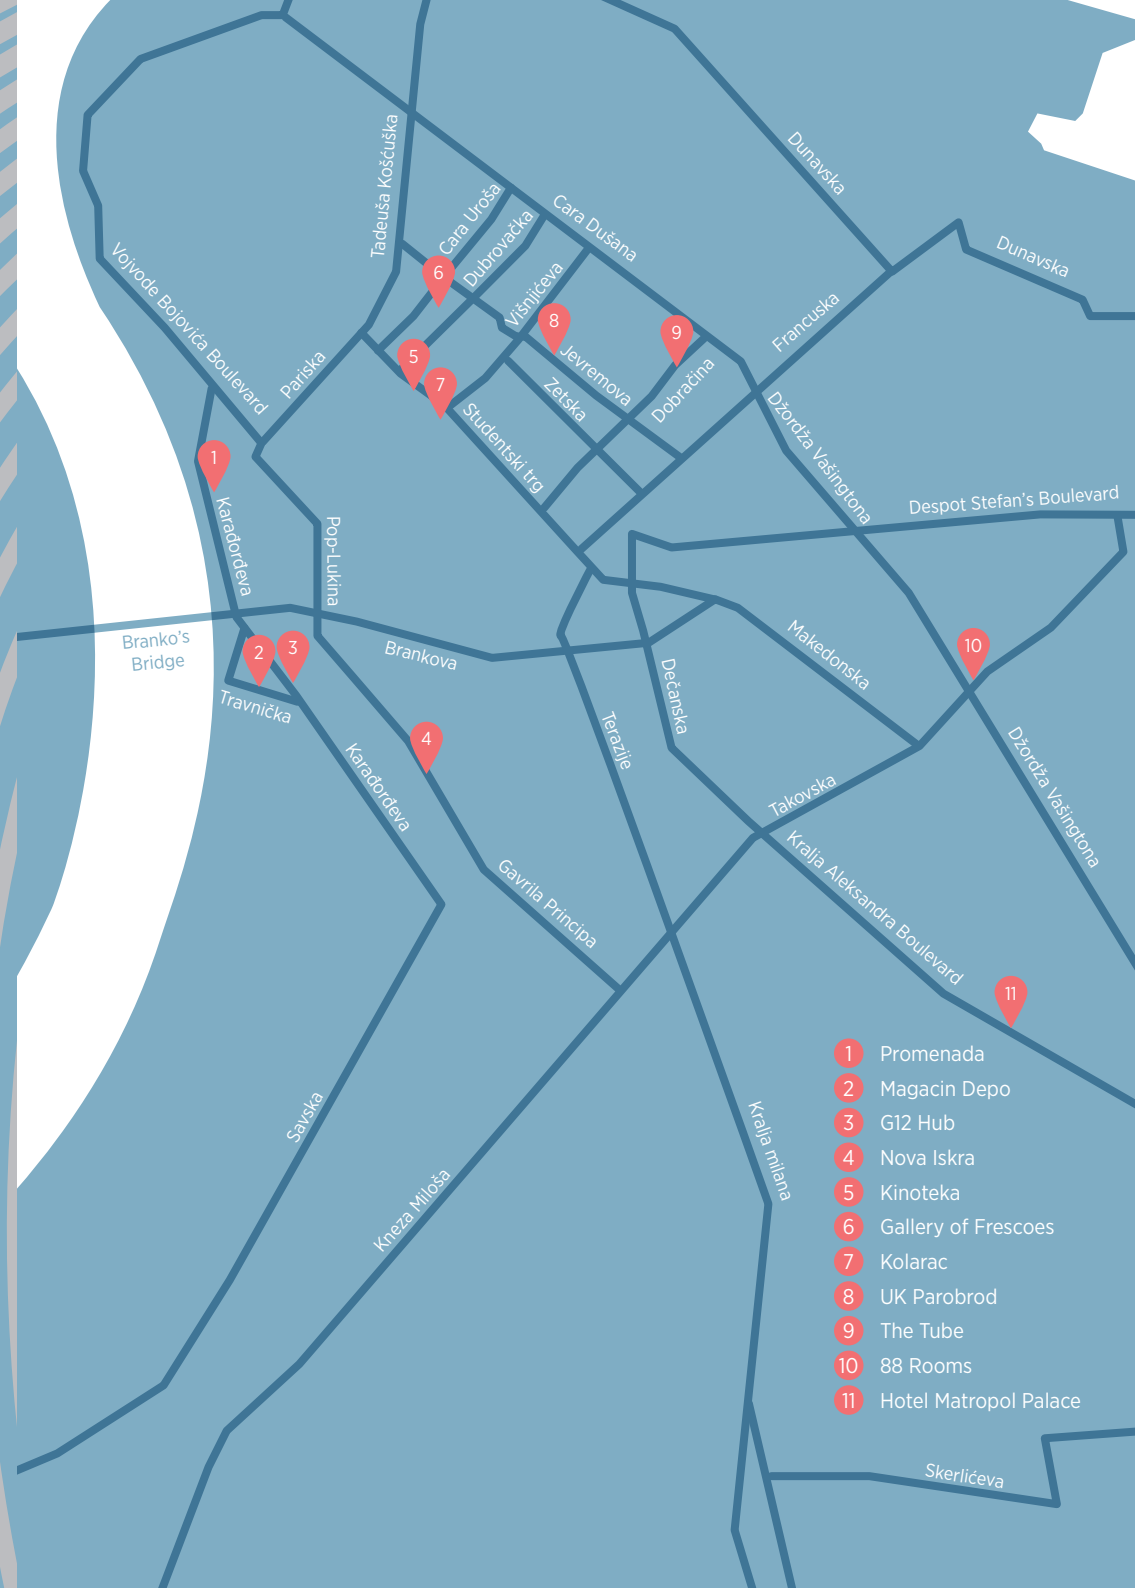 Dunavska
Tadeuša Košćuška
Cara Uroša
Cara Dušana
Dubrovačka
Dunavska
Vojvode Bojovića Boulevard
6
Višnjićeva
8
9
Francuska
5
7
Jevremova
Pariska
Zetska
Dobračina
Džordža Vašingtona
Studentski trg
1
Despot Stefan's Boulevard
Karađorđeva
Pop-Lukina
Branko's
Bridge
2
3
Brankova
Makedonska
10
Travnička
Dečanska
Terazije
4
Karađorđeva
Takovska
Džordža Vašingtona
Gavrila Principa
Kralja Aleksandra Boulevard
11
Savska
Kneza Miloša
Kralja milana
1 Promenada
2 Magacin Depo
3 G12 Hub
4 Nova Iskra
5 Kinoteka
6 Gallery of Frescoes
7 Kolarac
8 UK Parobrod
9 The Tube
10 88 Rooms
11 Hotel Matropol Palace
Skerlićeva